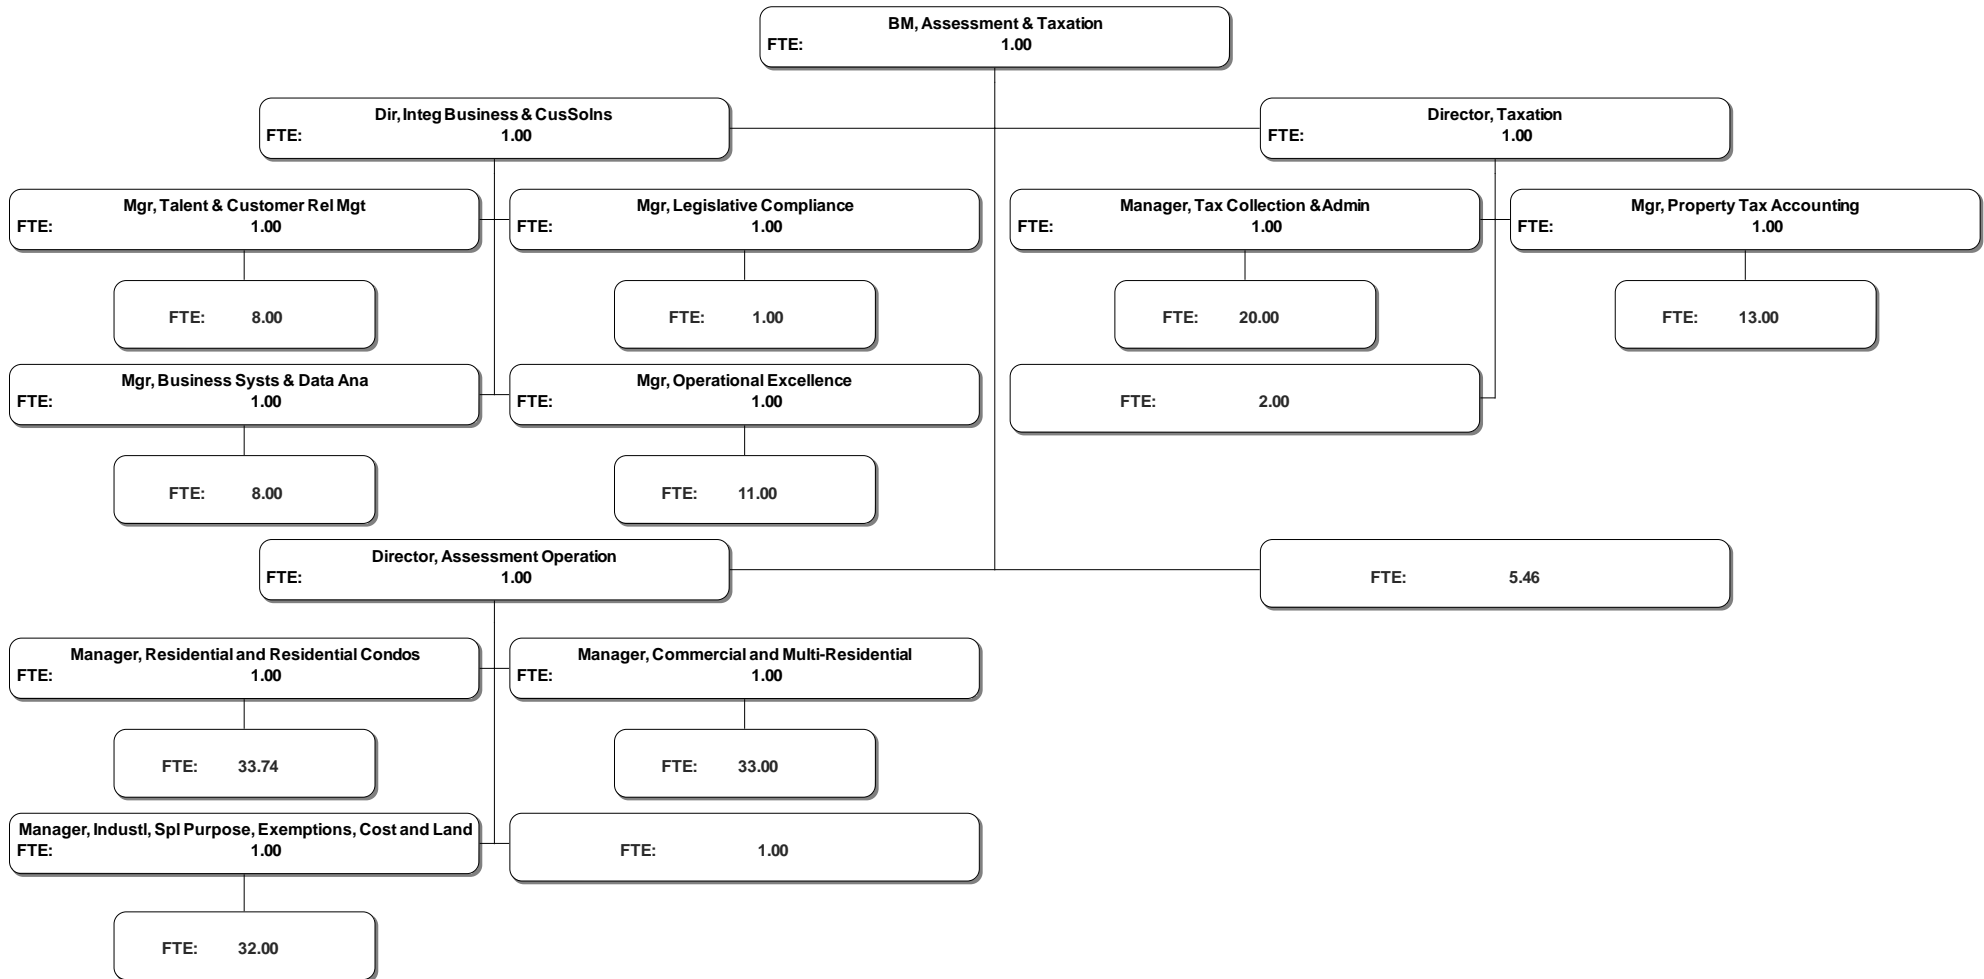 BM, Assessment & Taxation
FTE: 1.00
Dir, Integ Business & CusSolns
FTE: 1.00
Director, Taxation
FTE: 1.00
Mgr, Talent & Customer Rel Mgt
FTE: 1.00
Mgr, Legislative Compliance
FTE: 1.00
Manager, Tax Collection & Admin
FTE: 1.00
Mgr, Property Tax Accounting
FTE: 1.00
FTE: 8.00
FTE: 1.00
FTE: 20.00
FTE: 13.00
Mgr, Business Systs & Data Ana
FTE: 1.00
Mgr, Operational Excellence
FTE: 1.00
FTE: 2.00
FTE: 8.00
FTE: 11.00
Director, Assessment Operation
FTE: 1.00
FTE: 5.46
Manager, Residential and Residential Condos
FTE: 1.00
Manager, Commercial and Multi-Residential
FTE: 1.00
FTE: 33.74
FTE: 33.00
Manager, Industl, Spl Purpose, Exemptions, Cost and Land
FTE: 1.00
FTE: 1.00
FTE: 32.00